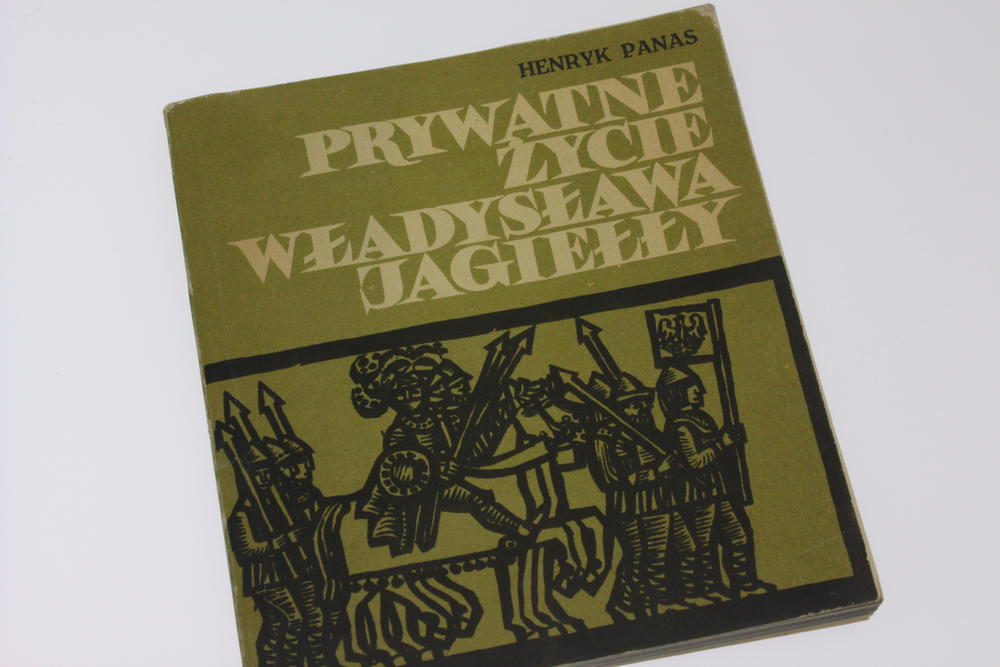 HENRYK PANAS
PRYWATNE
ŻYCIE
WŁADYSŁAWA
JAGIEŁŁY